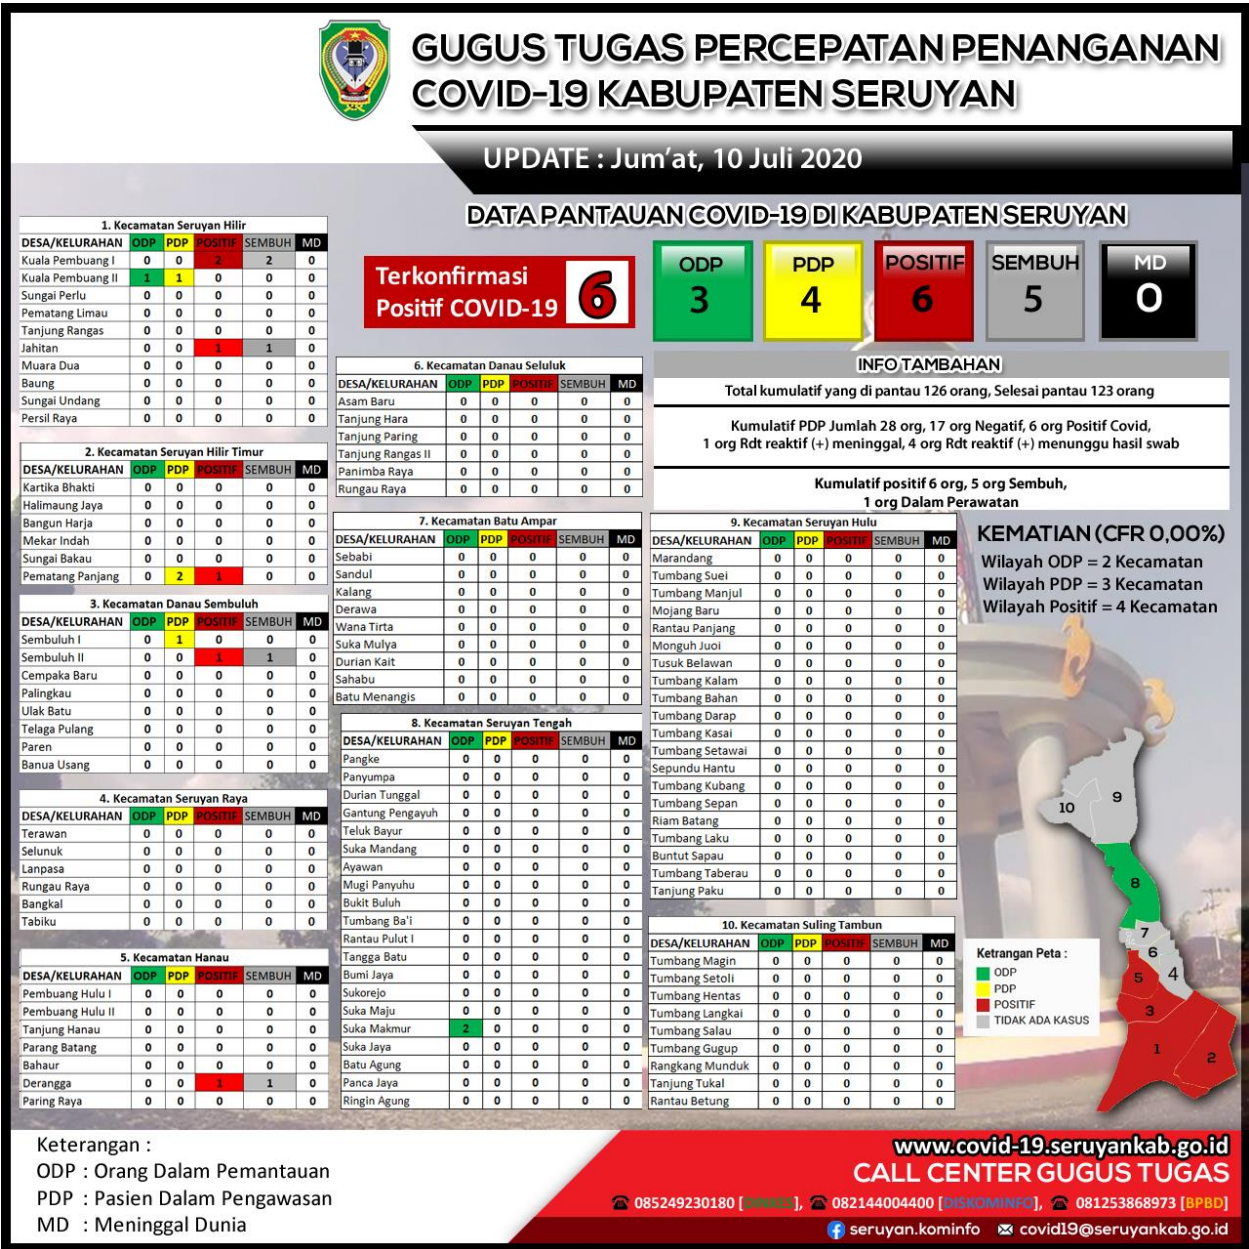 GUGUS TUGAS PERCEPATAN PENANGANAN
COVID-19 KABUPATEN SERUYAN
UPDATE : Jum'at, 10 Juli 2020
DATA PANTAUAN COVID-19 DI KABUPATEN SERUYAN
Terkonfirmasi
Positif COVID-19 6
ODP PDP POSITIF SEMBUH MD
3 4 6 5 0
INFO TAMBAHAN
Total kumulatif yang di pantau 126 orang, Selesai pantau 123 orang
Kumulatif PDP Jumlah 28 org, 17 org Negatif, 6 org Positif Covid,
1 org Rdt reaktif (+) meninggal, 4 org Rdt reaktif (+) menunggu hasil swab
Kumulatif positif 6 org, 5 org Sembuh,
1 org Dalam Perawatan
1. Kecamatan Seruyan Hilir
DESA/KELURAHAN ODP PDP POSITIF SEMBUH MD
Kuala Pembuang I 0 0 2 2 0
Kuala Pembuang II 1 1 0 0 0
Sungai Perlu 0 0 0 0 0
Pematang Limau 0 0 0 0 0
Tanjung Rangas 0 0 0 0 0
Jahitan 0 0 1 1 0
Muara Dua 0 0 0 0 0
Baung 0 0 0 0 0
Sungai Undang 0 0 0 0 0
Persil Raya 0 0 0 0 0
2. Kecamatan Seruyan Hilir Timur
DESA/KELURAHAN ODP PDP POSITIF SEMBUH MD
Kartika Bhakti 0 0 0 0 0
Halimaung Jaya 0 0 0 0 0
Bangun Harja 0 0 0 0 0
Mekar Indah 0 0 0 0 0
Sungai Bakau 0 0 0 0 0
Pematang Panjang 0 2 1 0 0
3. Kecamatan Danau Sembuluh
DESA/KELURAHAN ODP PDP POSITIF SEMBUH MD
Sembuluh I 0 1 0 0 0
Sembuluh II 0 0 1 1 0
Cempaka Baru 0 0 0 0 0
Palingkau 0 0 0 0 0
Ulak Batu 0 0 0 0 0
Telaga Pulang 0 0 0 0 0
Paren 0 0 0 0 0
Banua Usang 0 0 0 0 0
4. Kecamatan Seruyan Raya
DESA/KELURAHAN ODP PDP POSITIF SEMBUH MD
Terawan 0 0 0 0 0
Selunuk 0 0 0 0 0
Lanpasa 0 0 0 0 0
Rungau Raya 0 0 0 0 0
Bangkal 0 0 0 0 0
Tabiku 0 0 0 0 0
5. Kecamatan Hanau
DESA/KELURAHAN ODP PDP POSITIF SEMBUH MD
Pembuang Hulu I 0 0 0 0 0
Pembuang Hulu II 0 0 0 0 0
Tanjung Hanau 0 0 0 0 0
Parang Batang 0 0 0 0 0
Bahaur 0 0 0 0 0
Derangga 0 0 1 1 0
Paring Raya 0 0 0 0 0
6. Kecamatan Danau Seluluk
DESA/KELURAHAN ODP PDP POSITIF SEMBUH MD
Asam Baru 0 0 0 0 0
Tanjung Hara 0 0 0 0 0
Tanjung Paring 0 0 0 0 0
Tanjung Rangas II 0 0 0 0 0
Panimba Raya 0 0 0 0 0
Rungau Raya 0 0 0 0 0
7. Kecamatan Batu Ampar
DESA/KELURAHAN ODP PDP POSITIF SEMBUH MD
Sebabi 0 0 0 0 0
Sandul 0 0 0 0 0
Kalang 0 0 0 0 0
Derawa 0 0 0 0 0
Wana Tirta 0 0 0 0 0
Suka Mulya 0 0 0 0 0
Durian Kait 0 0 0 0 0
Sahabu 0 0 0 0 0
Batu Menangis 0 0 0 0 0
8. Kecamatan Seruyan Tengah
DESA/KELURAHAN ODP PDP POSITIF SEMBUH MD
Pangke 0 0 0 0 0
Panyumpa 0 0 0 0 0
Durian Tunggal 0 0 0 0 0
Gantung Pengayuh 0 0 0 0 0
Teluk Bayur 0 0 0 0 0
Suka Mandang 0 0 0 0 0
Ayawan 0 0 0 0 0
Mugi Panyuhu 0 0 0 0 0
Bukit Buluh 0 0 0 0 0
Tumbang Ba'i 0 0 0 0 0
Rantau Pulut I 0 0 0 0 0
Tangga Batu 0 0 0 0 0
Bumi Jaya 0 0 0 0 0
Sukorejo 0 0 0 0 0
Suka Maju 0 0 0 0 0
Suka Makmur 2 0 0 0 0
Suka Jaya 0 0 0 0 0
Batu Agung 0 0 0 0 0
Panca Jaya 0 0 0 0 0
Ringin Agung 0 0 0 0 0
9. Kecamatan Seruyan Hulu
DESA/KELURAHAN ODP PDP POSITIF SEMBUH MD
Marandang 0 0 0 0 0
Tumbang Suei 0 0 0 0 0
Tumbang Manjul 0 0 0 0 0
Mojang Baru 0 0 0 0 0
Rantau Panjang 0 0 0 0 0
Monguh Juoi 0 0 0 0 0
Tusuk Belawan 0 0 0 0 0
Tumbang Kalam 0 0 0 0 0
Tumbang Bahan 0 0 0 0 0
Tumbang Darap 0 0 0 0 0
Tumbang Kasai 0 0 0 0 0
Tumbang Setawai 0 0 0 0 0
Sepundu Hantu 0 0 0 0 0
Tumbang Kubang 0 0 0 0 0
Tumbang Sepan 0 0 0 0 0
Riam Batang 0 0 0 0 0
Tumbang Laku 0 0 0 0 0
Buntut Sapau 0 0 0 0 0
Tumbang Taberau 0 0 0 0 0
Tanjung Paku 0 0 0 0 0
10. Kecamatan Suling Tambun
DESA/KELURAHAN ODP PDP POSITIF SEMBUH MD
Tumbang Magin 0 0 0 0 0
Tumbang Setoli 0 0 0 0 0
Tumbang Hentas 0 0 0 0 0
Tumbang Langkai 0 0 0 0 0
Tumbang Salau 0 0 0 0 0
Tumbang Gugup 0 0 0 0 0
Rangkang Munduk 0 0 0 0 0
Tanjung Tukal 0 0 0 0 0
Rantau Betung 0 0 0 0 0
KEMATIAN (CFR 0,00%)
Wilayah ODP = 2 Kecamatan
Wilayah PDP = 3 Kecamatan
Wilayah Positif = 4 Kecamatan
9
10
8
7
6
5
4
3
1
2
Ketrangan Peta :
ODP
PDP
POSITIF
TIDAK ADA KASUS
Keterangan :
ODP : Orang Dalam Pemantauan
PDP : Pasien Dalam Pengawasan
MD : Meninggal Dunia
www.covid-19.seruyankab.go.id
CALL CENTER GUGUS TUGAS
085249230180 [DINKES], 082144004400 [DISKOMINFO], 081253868973 [BPBD]
seruyan.kominfo covid19@seruyankab.go.id